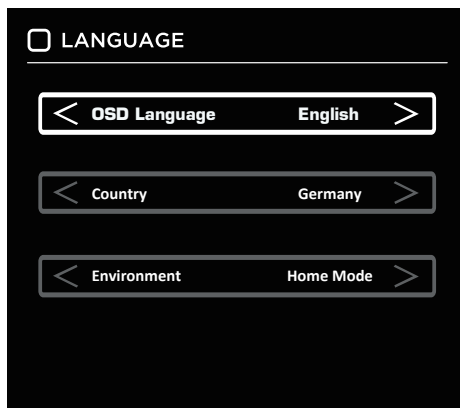 LANGUAGE
OSD Language English
Country Germany
Environment Home Mode